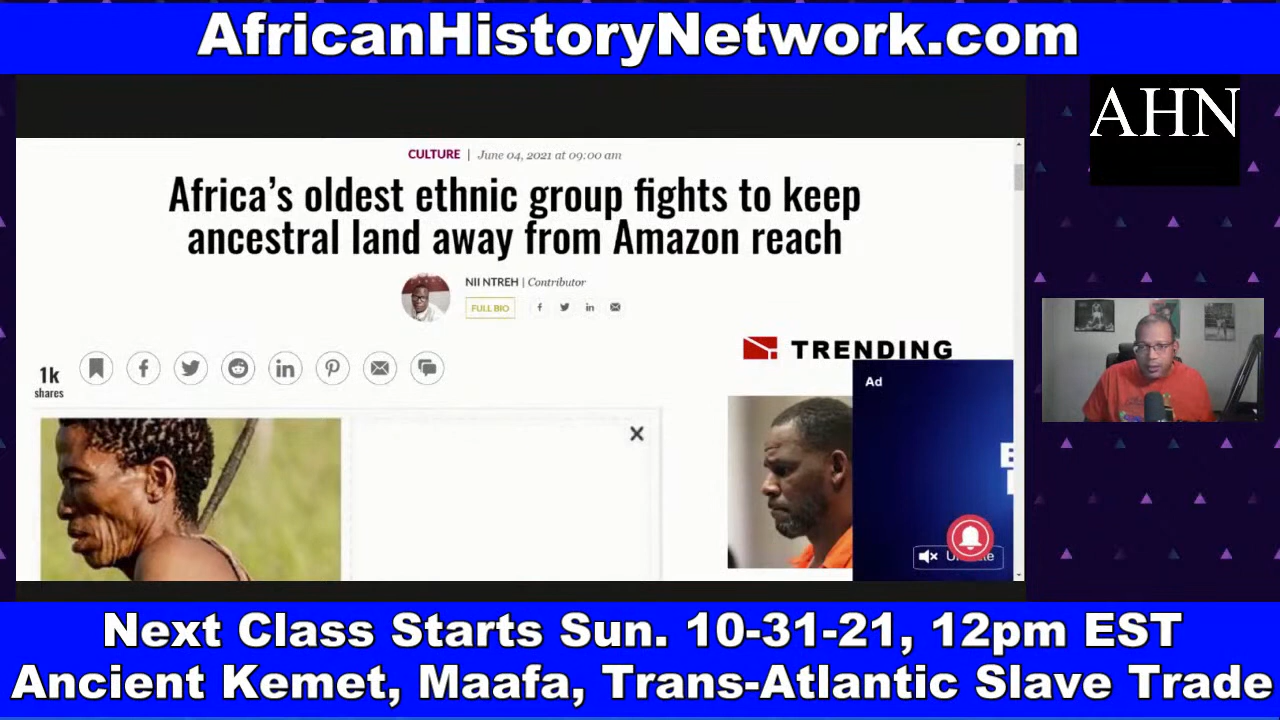 AfricanHistoryNetwork.com
AHN
CULTURE | June 04, 2021 at 09:00 am
Africa's oldest ethnic group fights to keep
ancestral land away from Amazon reach
NII NTREH | Contributor
FULL BIO
1k
shares
TRENDING
Ad
Next Class Starts Sun. 10-31-21, 12pm EST
Ancient Kemet, Maafa, Trans-Atlantic Slave Trade